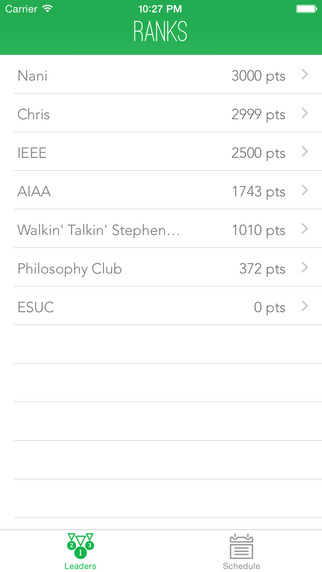 Carrier 10:27 PM
RANKS
Nani 3000 pts
Chris 2999 pts
IEEE 2500 pts
AIAA 1743 pts
Walkin' Talkin' Stephen… 1010 pts
Philosophy Club 372 pts
ESUC 0 pts
2 1 3
Leaders Schedule